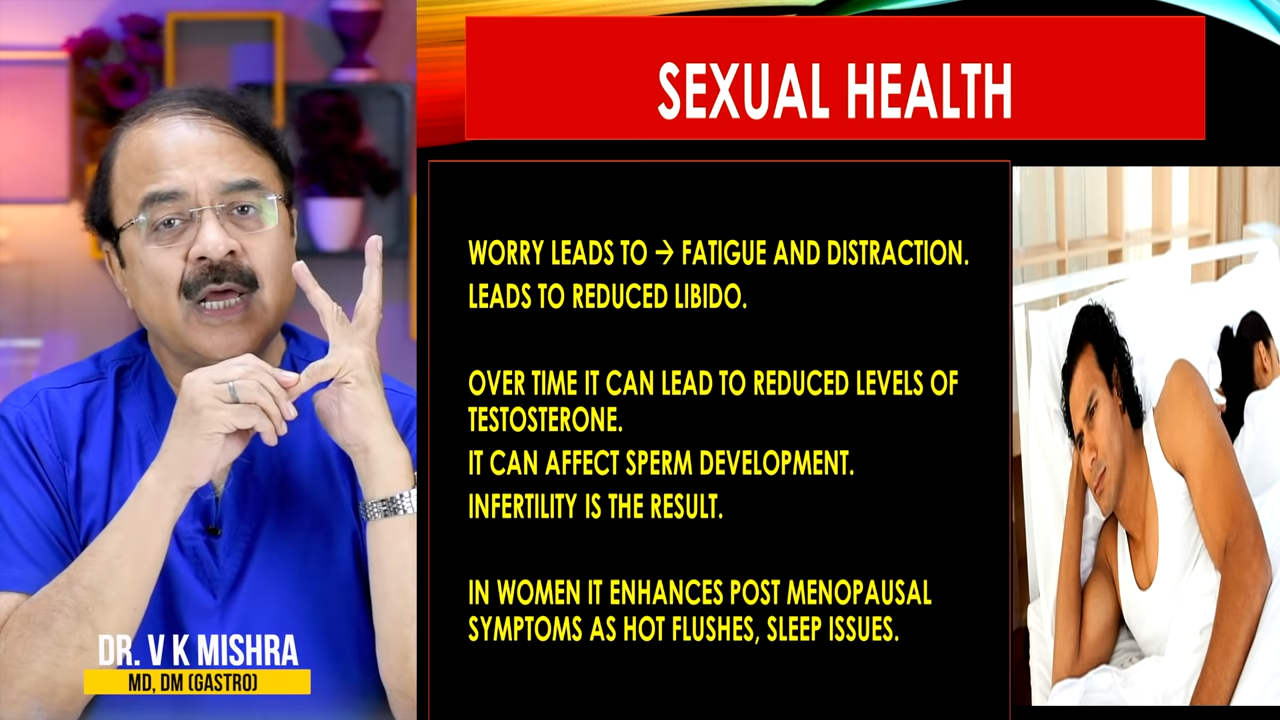 SEXUAL HEALTH
WORRY LEADS TO → FATIGUE AND DISTRACTION.
LEADS TO REDUCED LIBIDO.
OVER TIME IT CAN LEAD TO REDUCED LEVELS OF
TESTOSTERONE.
IT CAN AFFECT SPERM DEVELOPMENT.
INFERTILITY IS THE RESULT.
IN WOMEN IT ENHANCES POST MENOPAUSAL
SYMPTOMS AS HOT FLUSHES, SLEEP ISSUES.
DR. V K MISHRA
MD, DM (GASTRO)